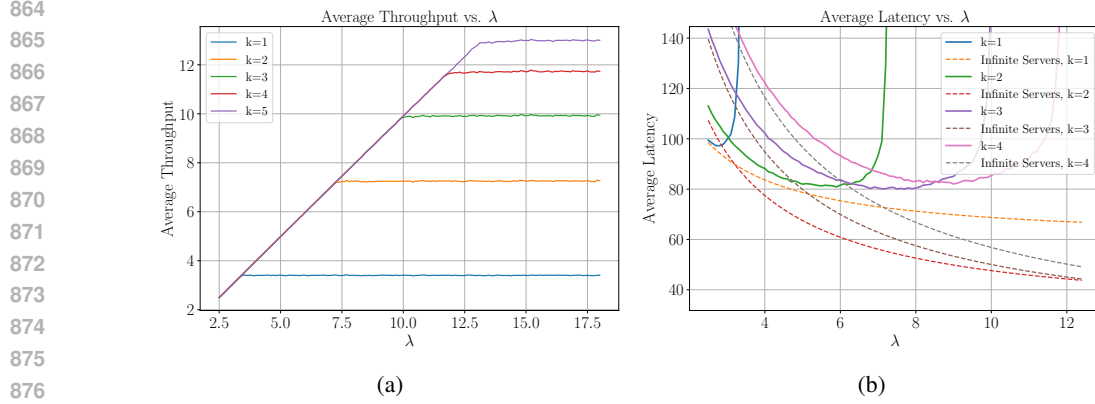 864
865
866
867
868
869
870
871
872
873
874
875
876
Average Throughput vs. λ
k=1
k=2
k=3
k=4
k=5
12
10
8
6
4
2
Average Throughput
2.5 5.0 7.5 10.0 12.5 15.0 17.5
λ
(a)
Average Latency vs. λ
k=1
Infinite Servers, k=1
k=2
Infinite Servers, k=2
k=3
Infinite Servers, k=3
k=4
Infinite Servers, k=4
140
120
100
80
60
40
Average Latency
4 6 8 10 12
λ
(b)